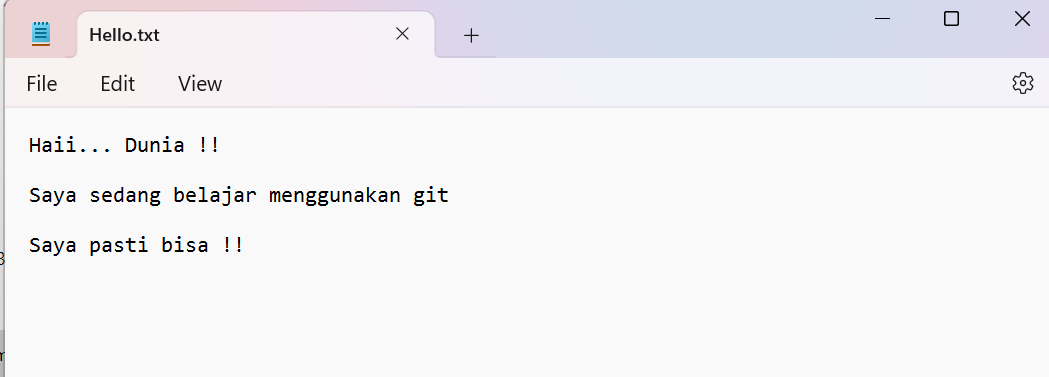 Hello.txt
File Edit View
Haii... Dunia !!
Saya sedang belajar menggunakan git
Saya pasti bisa !!